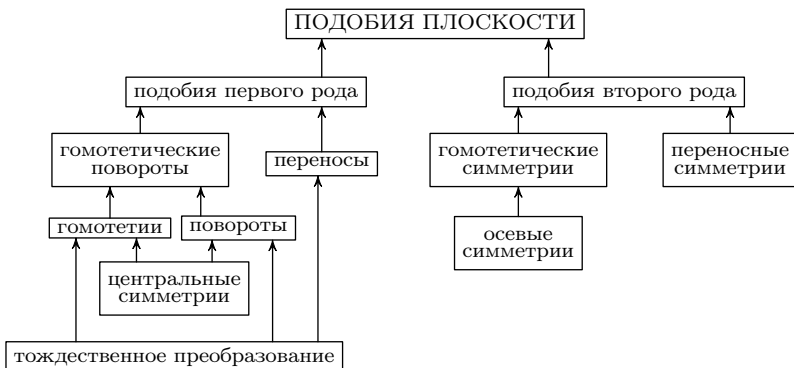 ПОДОБИЯ ПЛОСКОСТИ
подобия первого рода
подобия второго рода
гомотетические
повороты
переносы
гомотетические
симметрии
переносные
симметрии
гомотетии
повороты
осевые
симметрии
центральные
симметрии
тождественное преобразование